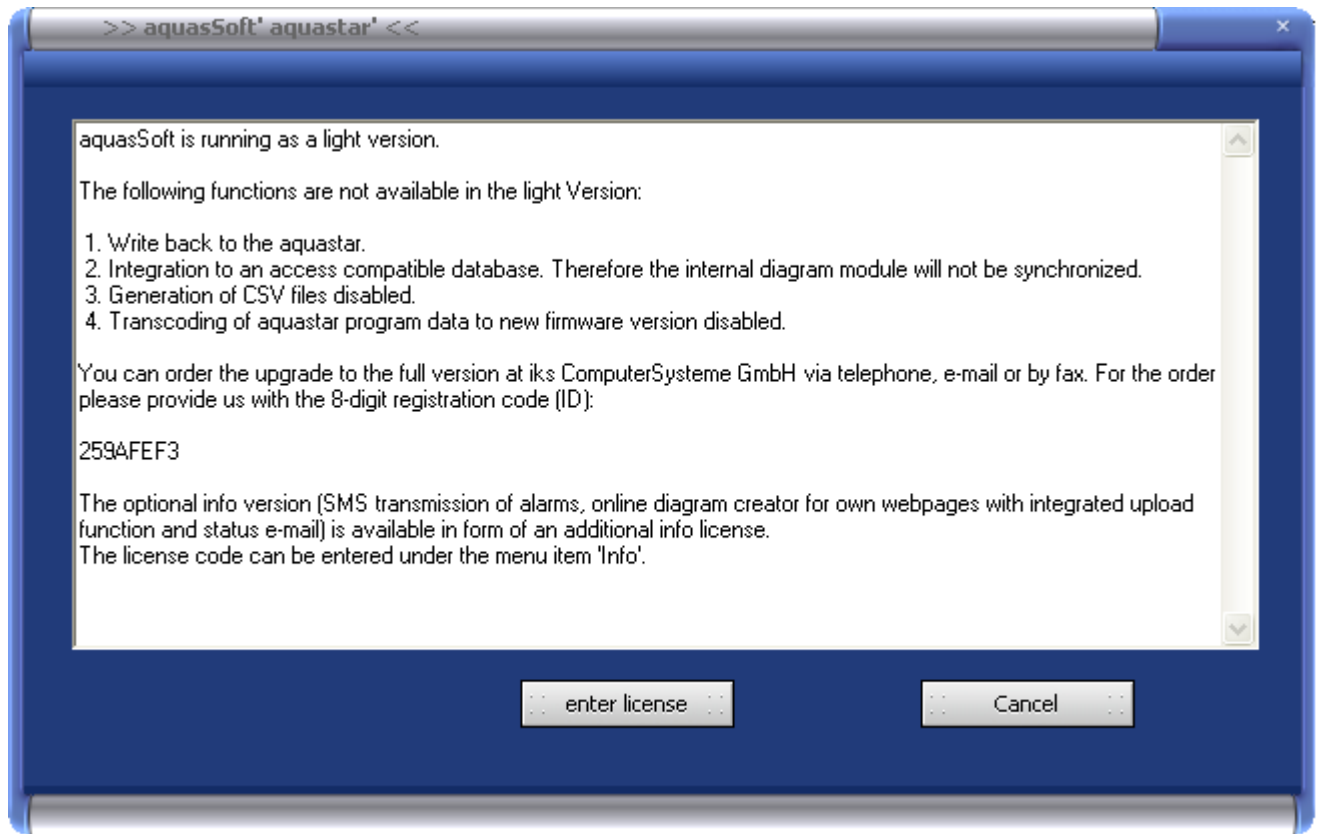 >> aquasSoft' aquastar' <<
aquasSoft is running as a light version.
The following functions are not available in the light Version:
1. Write back to the aquastar.
2. Integration to an access compatible database. Therefore the internal diagram module will not be synchronized.
3. Generation of CSV files disabled.
4. Transcoding of aquastar program data to new firmware version disabled.
You can order the upgrade to the full version at iks ComputerSysteme GmbH via telephone, e-mail or by fax. For the order
please provide us with the 8-digit registration code (ID):
259AFEF3
The optional info version (SMS transmission of alarms, online diagram creator for own webpages with integrated upload
function and status e-mail) is available in form of an additional info license.
The license code can be entered under the menu item 'Info'.
enter license
Cancel